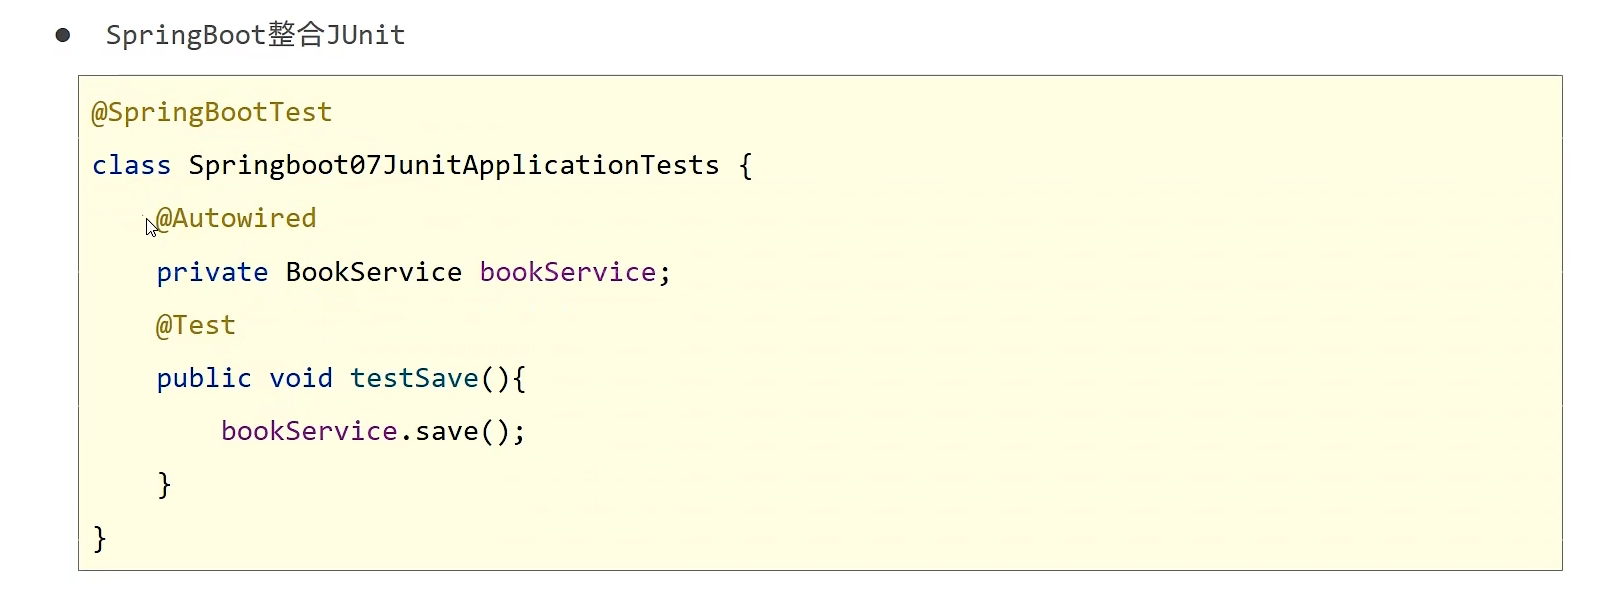 ● SpringBoot整合JUnit
@SpringBootTest
class Springboot07JunitApplicationTests {
    @Autowired
    private BookService bookService;
    @Test
    public void testSave(){
        bookService.save();
    }
}